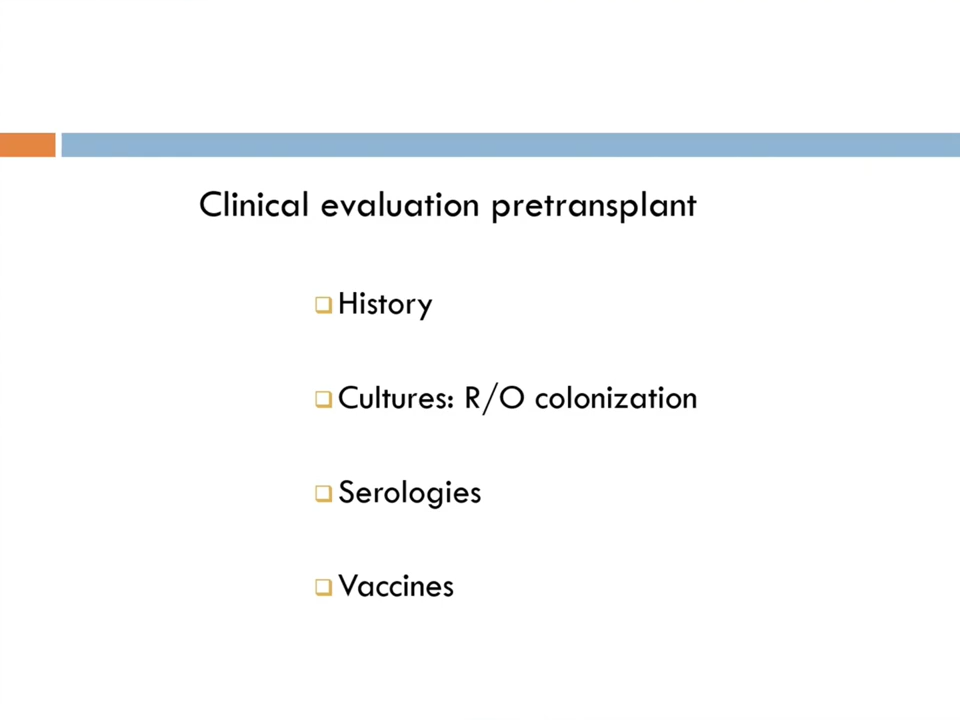 Clinical evaluation pretransplant
History
Cultures: R/O colonization
Serologies
Vaccines